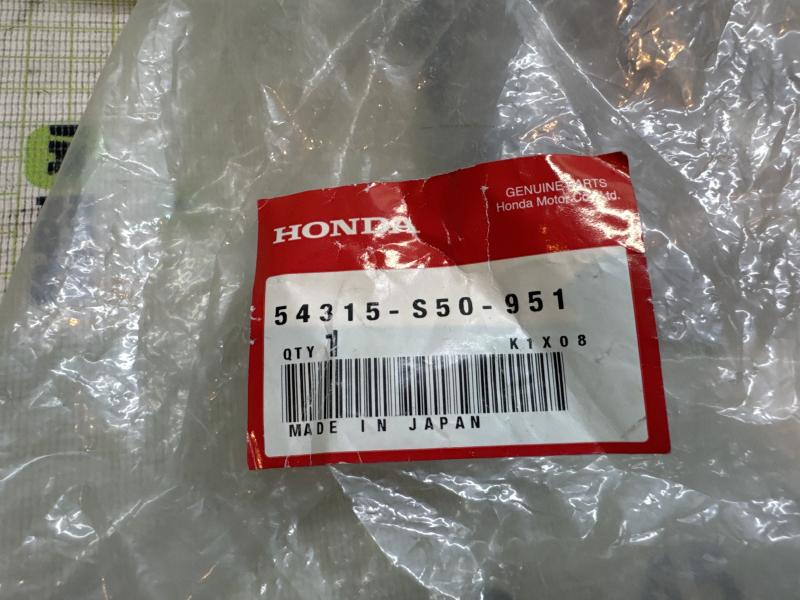 GENUINE PARTS
Honda Motor Co., Ltd.
HONDA
54315-S50-951
QTY 1 K1X08
MADE IN JAPAN